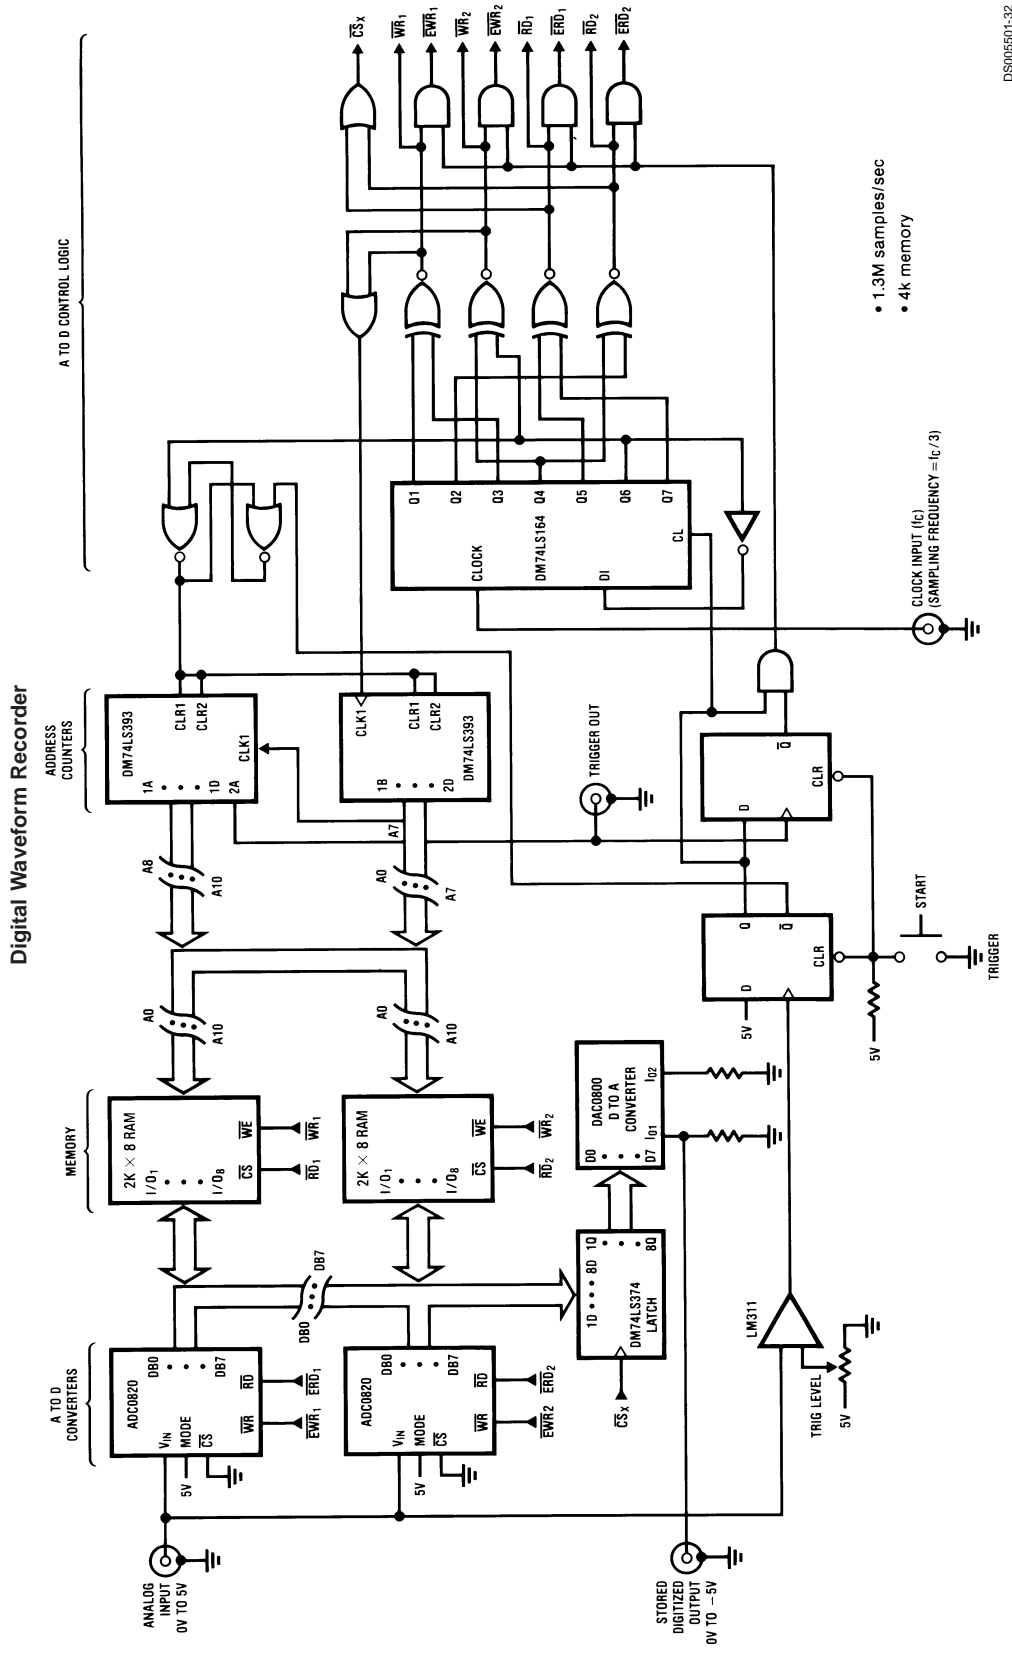 Digital Waveform Recorder
A TO D
CONVERTERS
MEMORY
ADDRESS
COUNTERS
A TO D CONTROL LOGIC
ANALOG
INPUT
0V TO 5V
5V
VIN
MODE
CS
ADC0820
DB0
DB7
WR
RD
EWR1
ERD1
5V
VIN
MODE
CS
ADC0820
DB0
DB7
WR
RD
EWR2
ERD2
DB0
DB7
2K × 8 RAM
I/O1
I/O8
CS
WE
RD1
WR1
2K × 8 RAM
I/O1
I/O8
CS
WE
RD2
WR2
A0
A10
A0
A10
A8
A10
A0
A7
A7
DM74LS393
1A
1D
2A
CLR1
CLR2
CLK1
CLK1
1B
2D
CLR1
CLR2
DM74LS393
CLOCK
DM74LS164
DI
CL
Q1
Q2
Q3
Q4
Q5
Q6
Q7
CSX
WR1
EWR1
WR2
EWR2
RD1
ERD1
RD2
ERD2
CSX
1D
8D
1Q
8Q
DM74LS374
LATCH
DAC0800
D TO A
CONVERTER
D0
D7
IO1
IO2
STORED
DIGITIZED
OUTPUT
0V TO −5V
TRIGGER OUT
LM311
TRIG LEVEL
5V
5V
D
Q
Q
CLR
D
Q
CLR
5V
START
TRIGGER
CLOCK INPUT (fC)
(SAMPLING FREQUENCY = fC/3)
• 1.3M samples/sec
• 4k memory
DS005501-32